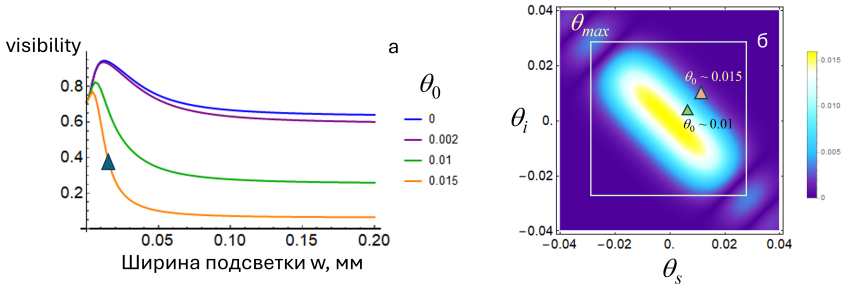 visibility
а
0.8
0.6
0.4
0.2
0.05
0.10
0.15
0.20
Ширина подсветки w, мм
θ0
0
0.002
0.01
0.015
б
θmax
θ0 ~ 0.015
θ0 ~ 0.01
0.04
0.02
0.
−0.02
−0.04
θi
−0.04
−0.02
0.
0.02
0.04
θs
0.015
0.010
0.005
0